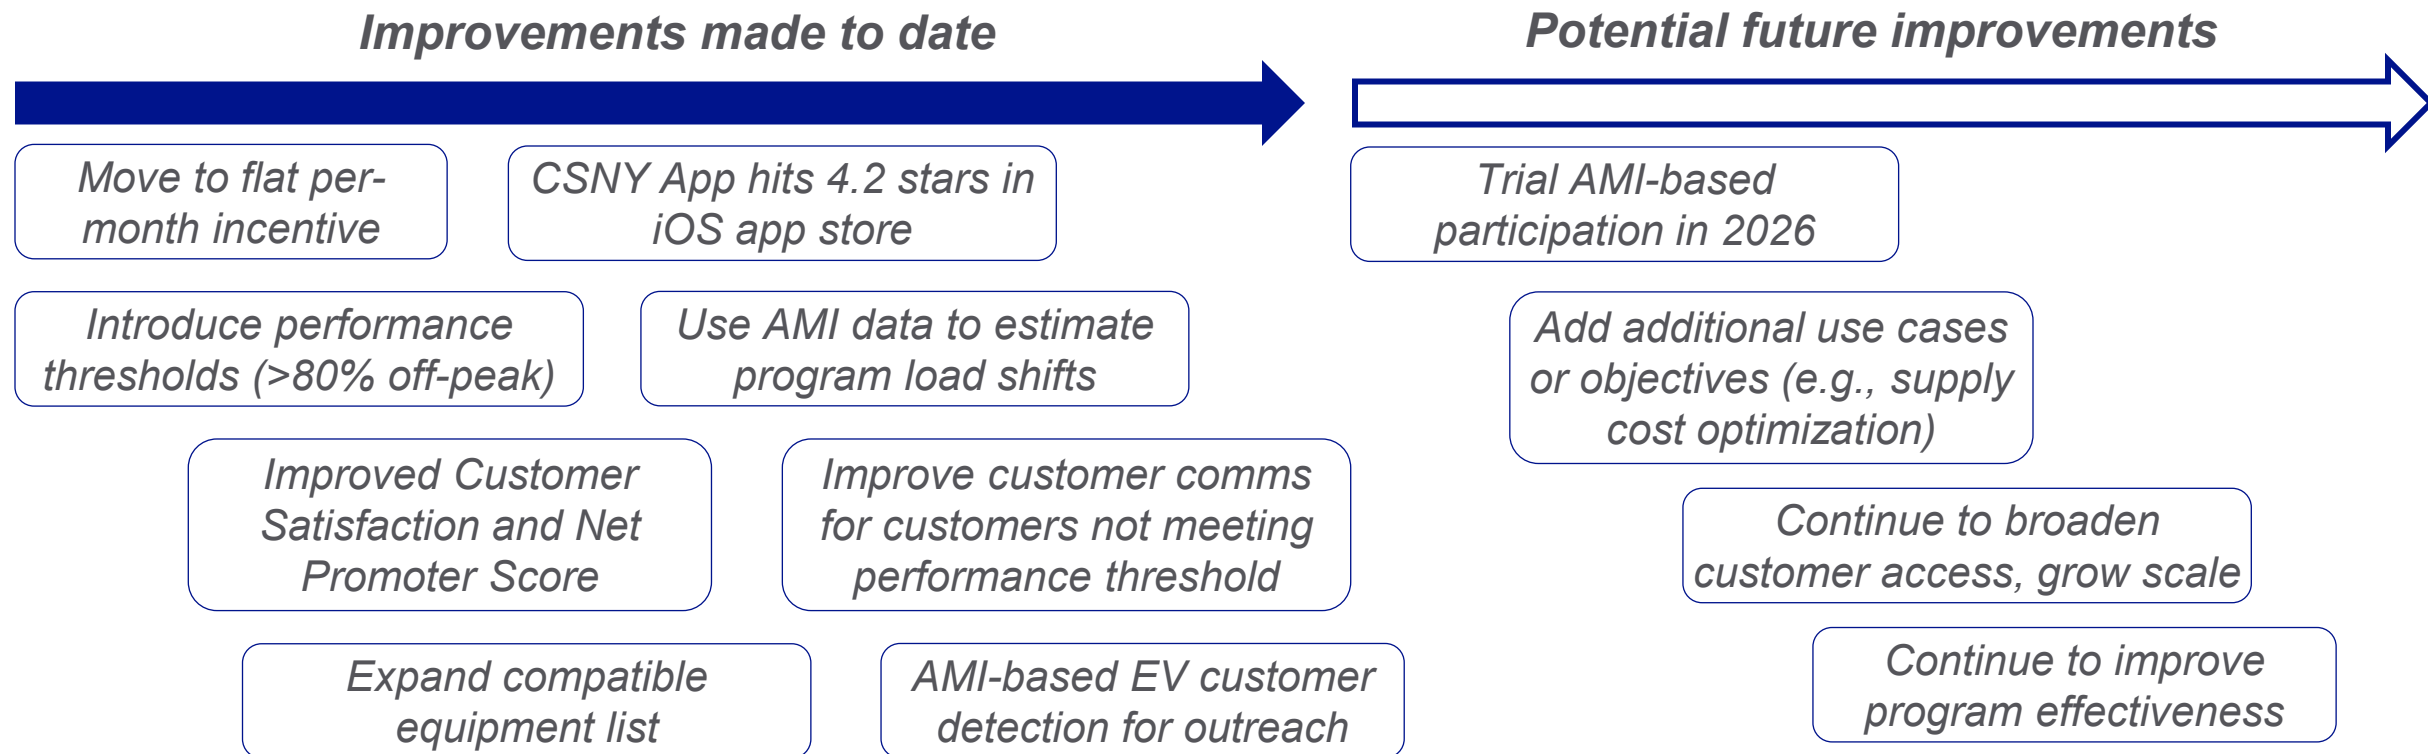 Improvements made to date
Potential future improvements
Move to flat per-
month incentive
CSNY App hits 4.2 stars in
iOS app store
Trial AMI-based
participation in 2026
Introduce performance
thresholds (>80% off-peak)
Use AMI data to estimate
program load shifts
Add additional use cases
or objectives (e.g., supply
cost optimization)
Improved Customer
Satisfaction and Net
Promoter Score
Improve customer comms
for customers not meeting
performance threshold
Continue to broaden
customer access, grow scale
Expand compatible
equipment list
AMI-based EV customer
detection for outreach
Continue to improve
program effectiveness